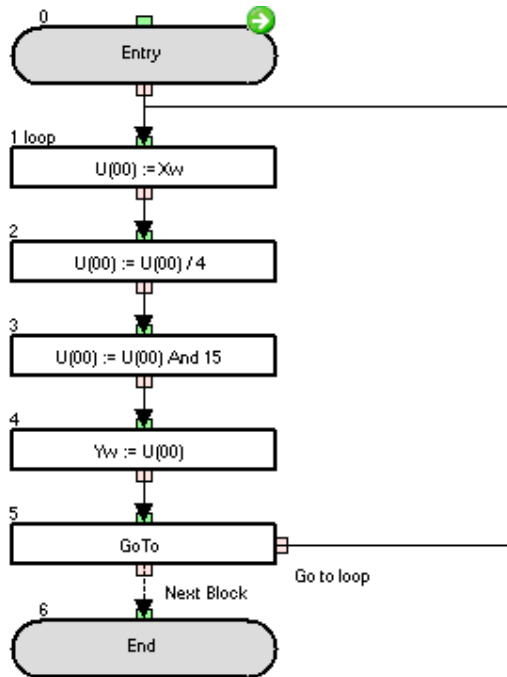 0
Entry
1 loop
U(00) := Xw
2
U(00) := U(00) / 4
3
U(00) := U(00) And 15
4
Yw := U(00)
5
GoTo
Go to loop
Next Block
6
End